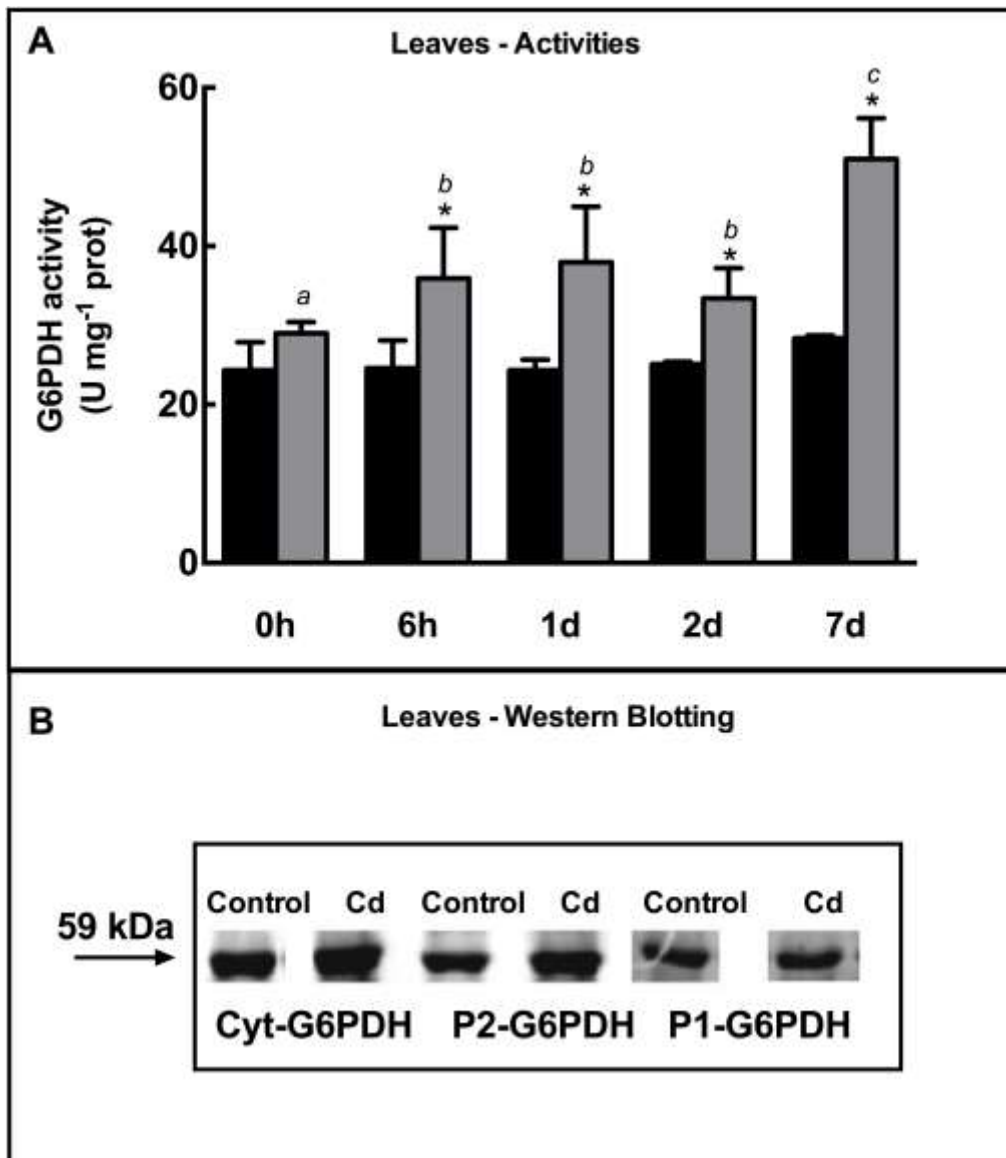 A
Leaves - Activities
G6PDH activity
(U mg-1 prot)
60
40
20
0
a
b
*
b
*
b
*
c
*
0h 6h 1d 2d 7d
B
Leaves - Western Blotting
59 kDa
Control Cd Control Cd Control Cd
Cyt-G6PDH P2-G6PDH P1-G6PDH